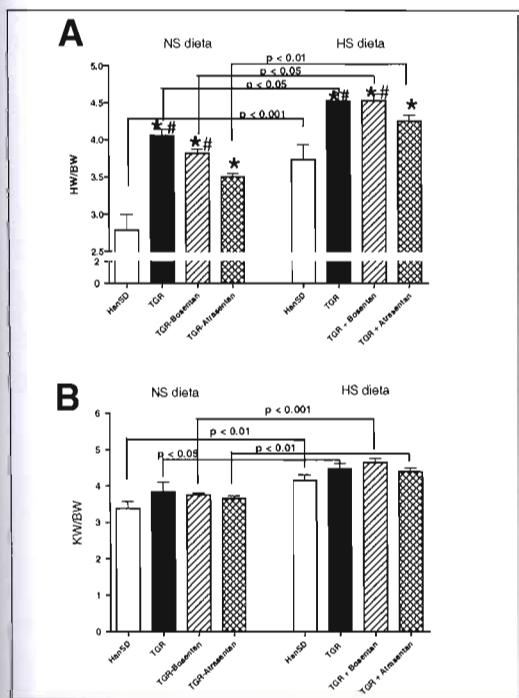 A
NS dieta HS dieta
p < 0.01
p < 0.05
p < 0.05
p < 0.001
5.0
4.5
4.0
3.5
3.0
2.5
2
0
HW/BW
* #
* #
*
* #
* #
*
HanSD TGR TGR-Bosentan TGR-Atrasentan HanSD TGR TGR + Bosentan TGR + Atrasentan
B
NS dieta HS dieta
p < 0.001
p < 0.01
p < 0.01
p < 0.09
6
5
4
3
2
1
0
KW/BW
HanSD TGR TGR-Bosentan TGR-Atrasentan HanSD TGR TGR + Bosentan TGR + Atrasentan